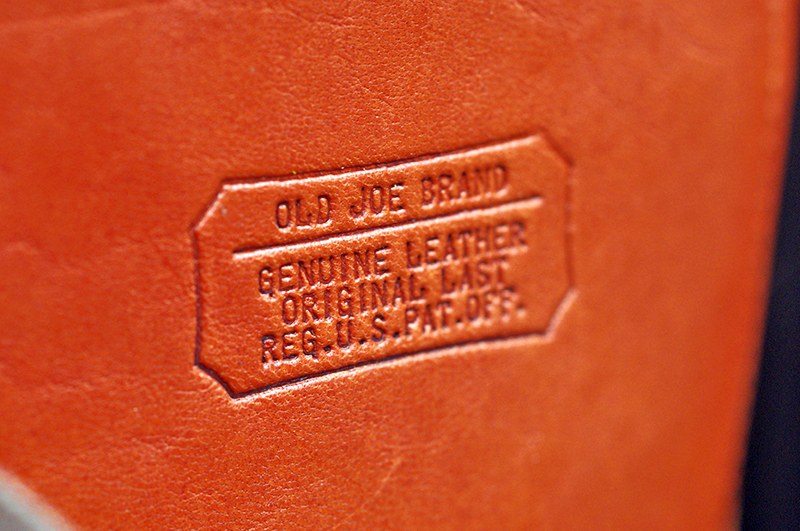 OLD JOE BRAND
GENUINE LEATHER
ORIGINAL LAST
REG.U.S.PAT.OFF.